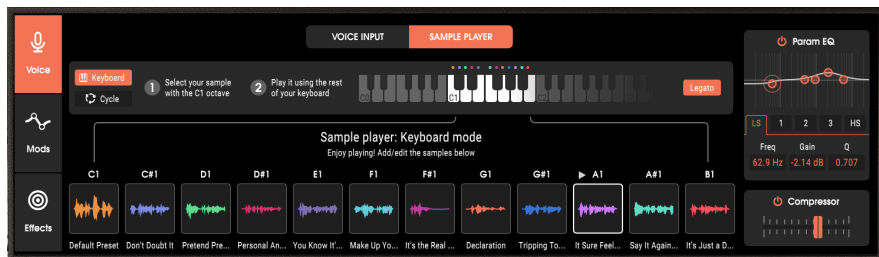 VOICE INPUT
SAMPLE PLAYER
Voice
Mods
Effects
Keyboard
Cycle
1
Select your sample
with the C1 octave
2
Play it using the rest
of your keyboard
C0
C1
C2
Legato
Sample player: Keyboard mode
Enjoy playing! Add/edit the samples below
C1 C#1 D1 D#1 E1 F1 F#1 G1 G#1 A1 A#1 B1
Default Preset Don't Doubt It Pretend Pre... Personal An... You Know It'... Make Up Yo... It's the Real ... Declaration Tripping To... It Sure Feel... Say It Again... It's Just a D...
Param EQ
LS 1 2 3 HS
Freq Gain Q
62.9 Hz -2.14 dB 0.707
Compressor